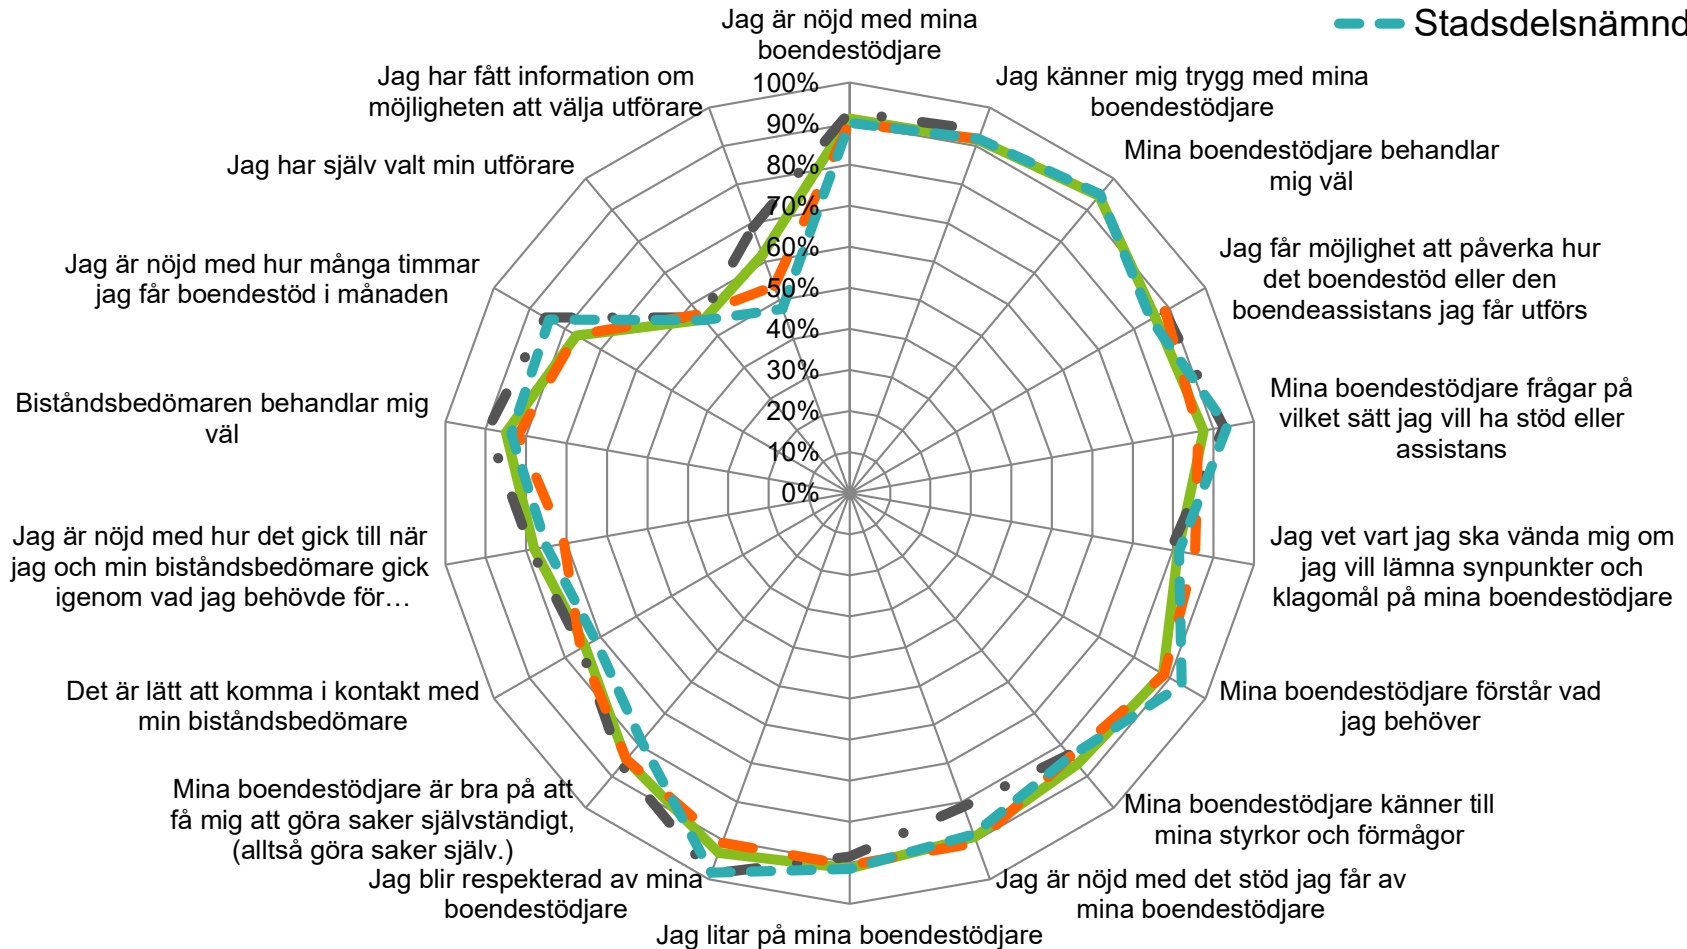 Jag är nöjd med mina
boendestödjare
Stadsdelsnämnd
Jag känner mig trygg med mina
boendestödjare
Mina boendestödjare behandlar
mig väl
Jag får möjlighet att påverka hur
det boendestöd eller den
boendeassistans jag får utförs
Mina boendestödjare frågar på
vilket sätt jag vill ha stöd eller
assistans
Jag vet vart jag ska vända mig om
jag vill lämna synpunkter och
klagomål på mina boendestödjare
Mina boendestödjare förstår vad
jag behöver
Mina boendestödjare känner till
mina styrkor och förmågor
Jag är nöjd med det stöd jag får av
mina boendestödjare
Jag litar på mina boendestödjare
Jag blir respekterad av mina
boendestödjare
Mina boendestödjare är bra på att
få mig att göra saker självständigt,
(alltså göra saker själv.)
Det är lätt att komma i kontakt med
min biståndsbedömare
Jag är nöjd med hur det gick till när
jag och min biståndsbedömare gick
igenom vad jag behövde för…
Biståndsbedömaren behandlar mig
väl
Jag är nöjd med hur många timmar
jag får boendestöd i månaden
Jag har själv valt min utförare
Jag har fått information om
möjligheten att välja utförare
100%
90%
80%
70%
60%
50%
40%
30%
20%
10%
0%